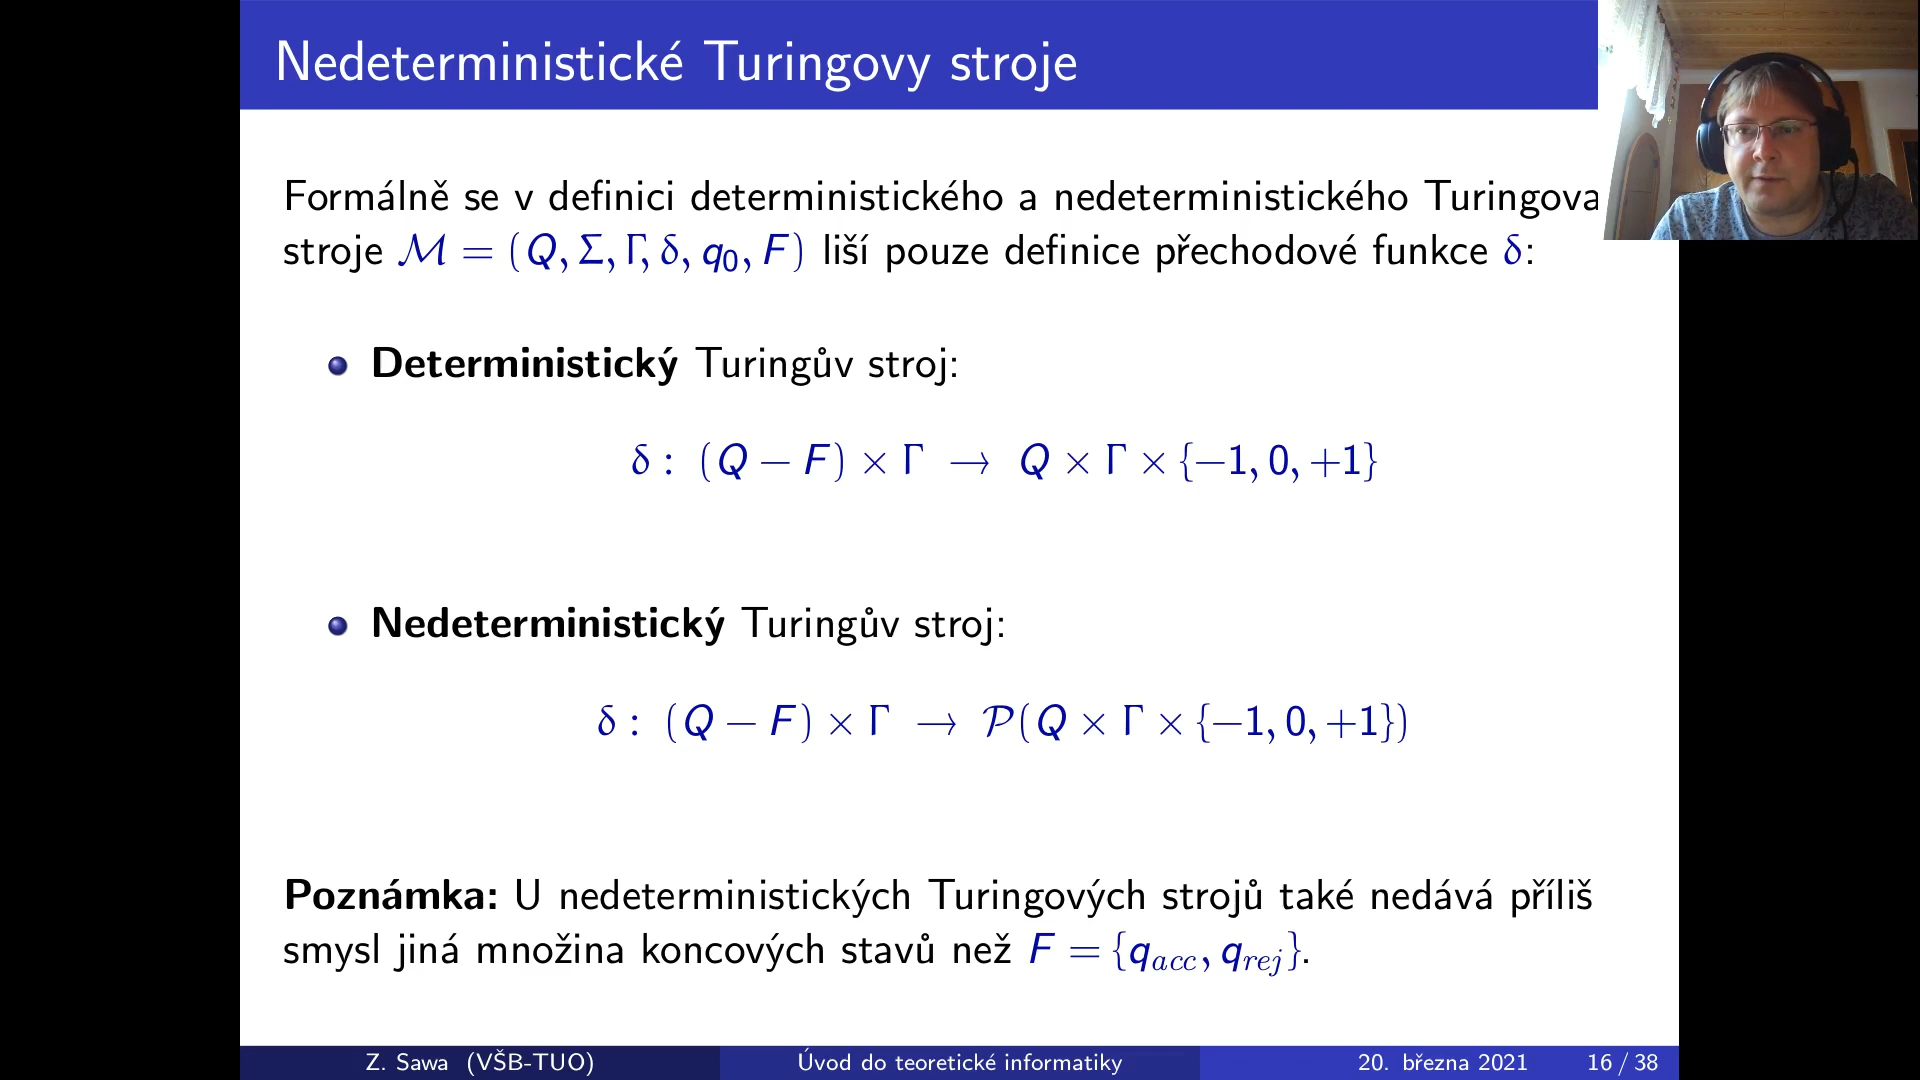 Nedeterministické Turingovy stroje
Formálně se v definici deterministického a nedeterministického Turingova
stroje ℳ = (Q, Σ, Γ, δ, q₀, F) liší pouze definice přechodové funkce δ:
Deterministický Turingův stroj:
δ : (Q − F) × Γ → Q × Γ × {−1, 0, +1}
Nedeterministický Turingův stroj:
δ : (Q − F) × Γ → 𝒫(Q × Γ × {−1, 0, +1})
Poznámka: U nedeterministických Turingových strojů také nedává příliš
smysl jiná množina koncových stavů než F = {q_acc, q_rej}.
Z. Sawa (VŠB-TUO) Úvod do teoretické informatiky 20. března 2021 16 / 38